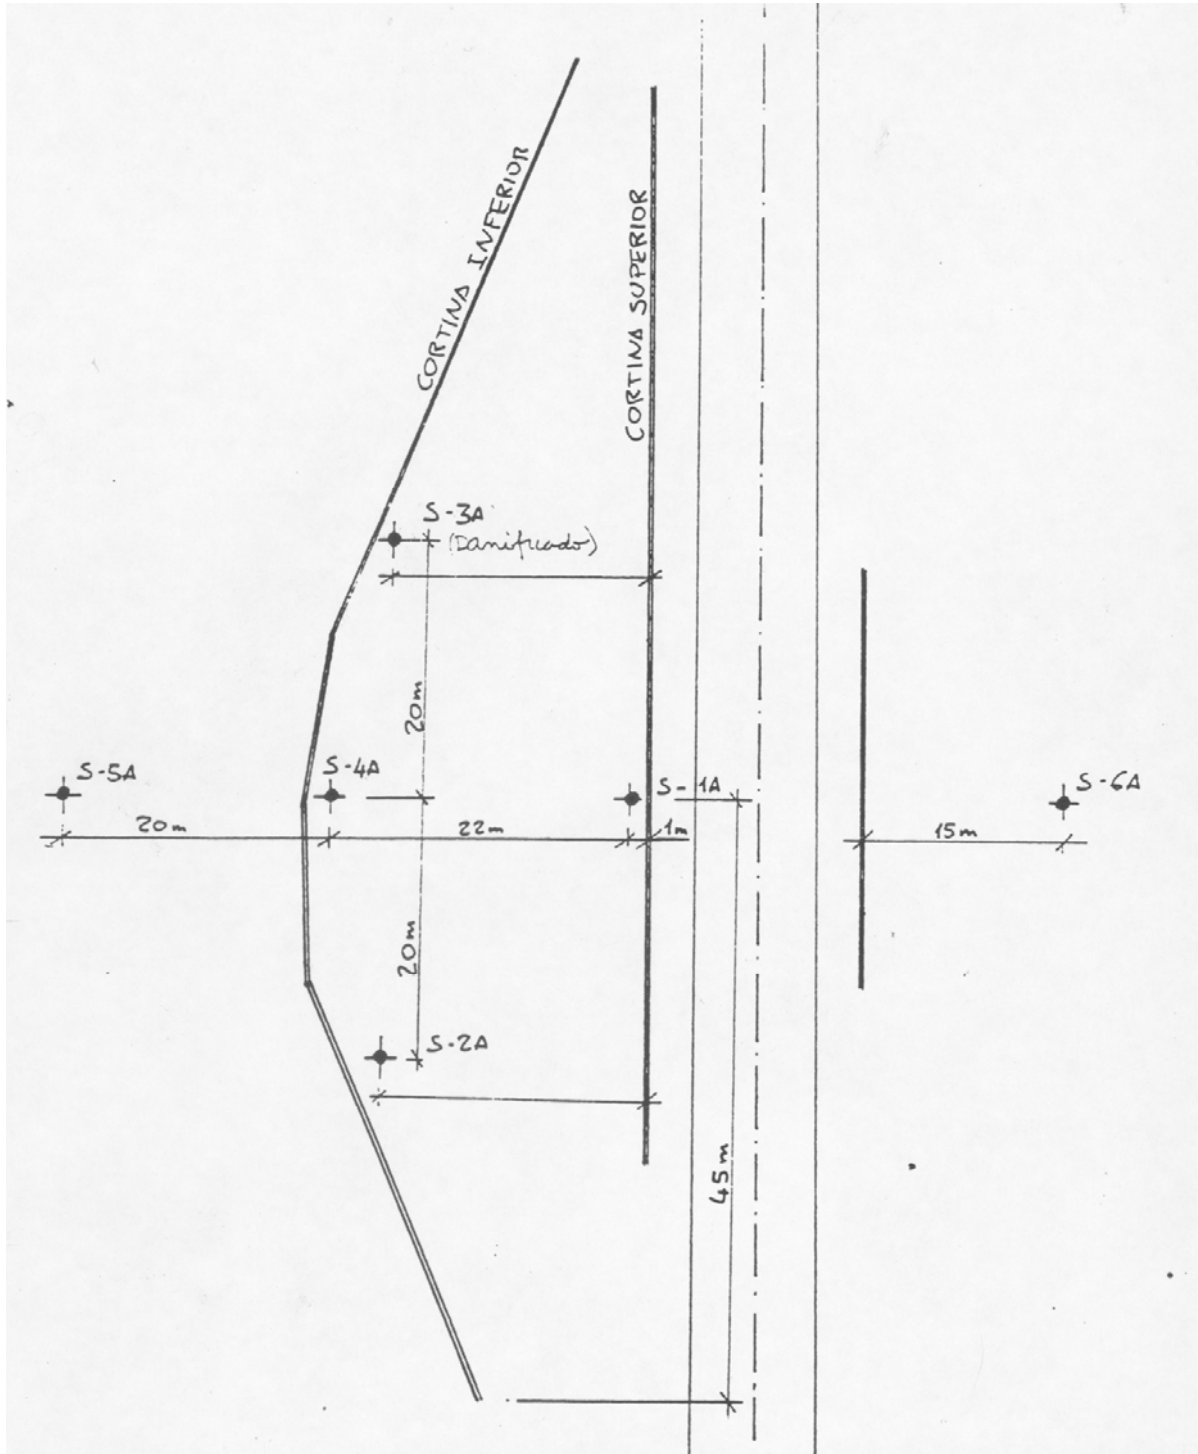 CORTINA INFERIOR
CORTINA SUPERIOR
S-3A
(Danificado)
20m
S-5A
S-4A
S-1A
S-6A
20m
22m
1m
15m
20m
S-2A
45m